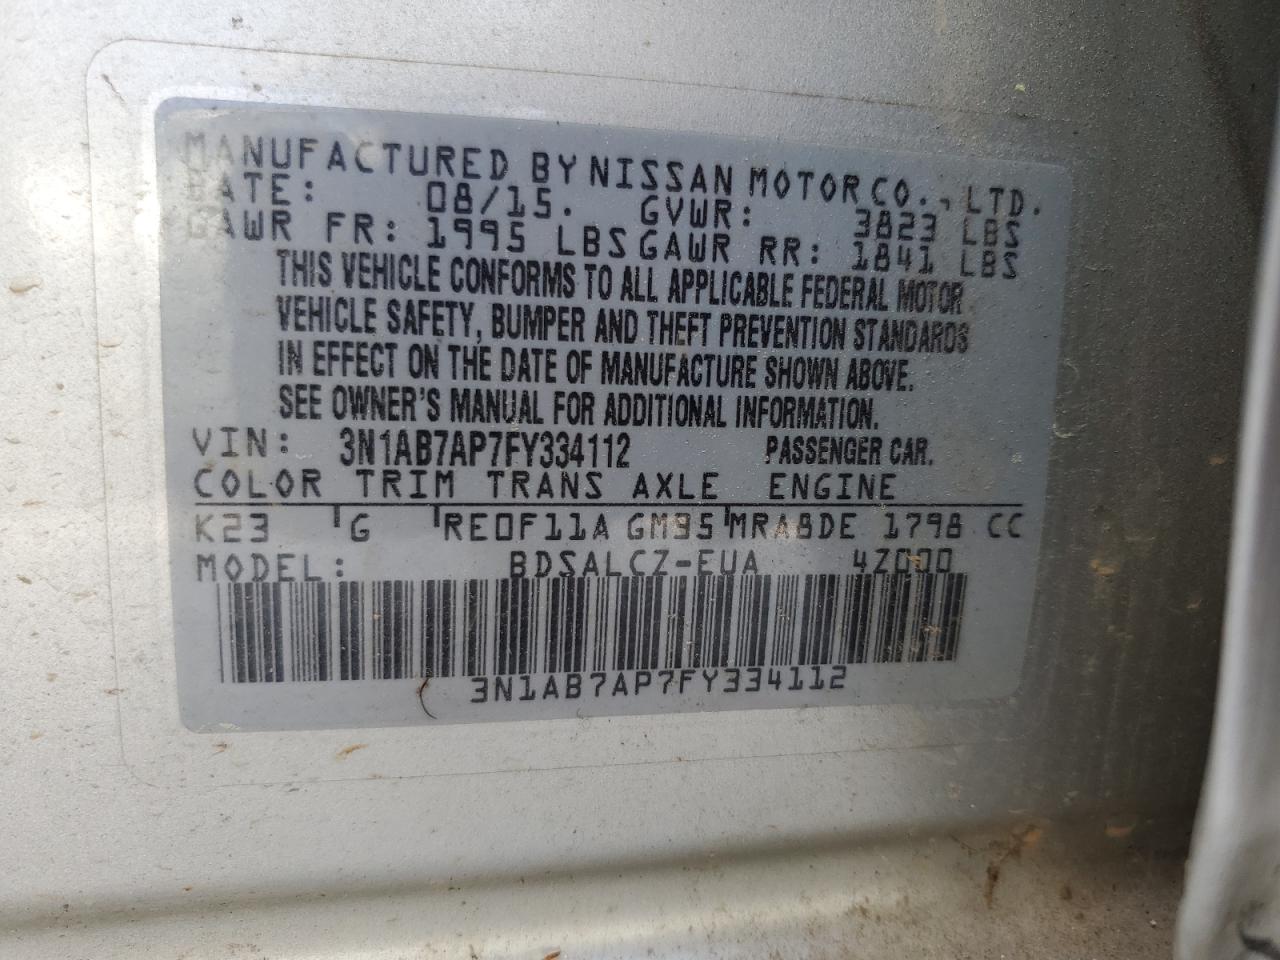 MANUFACTURED BY NISSAN MOTOR CO., LTD.
DATE: 08/15. GVWR: 3823 LBS
GAWR FR: 1995 LBS GAWR RR: 1841 LBS
THIS VEHICLE CONFORMS TO ALL APPLICABLE FEDERAL MOTOR
VEHICLE SAFETY, BUMPER AND THEFT PREVENTION STANDARDS
IN EFFECT ON THE DATE OF MANUFACTURE SHOWN ABOVE.
SEE OWNER'S MANUAL FOR ADDITIONAL INFORMATION.
VIN: 3N1AB7AP7FY334112 PASSENGER CAR.
COLOR TRIM TRANS AXLE ENGINE
K23 G RE0F11A GM35 MRA8DE 1798 CC
MODEL: BDSALCZ-EUA 4Z000
3N1AB7AP7FY334112